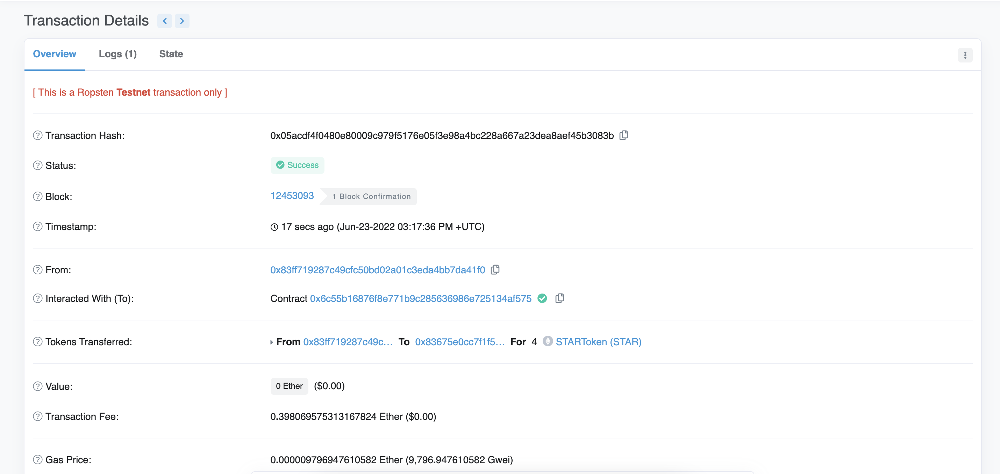 Transaction Details
Overview Logs (1) State
[ This is a Ropsten Testnet transaction only ]
Transaction Hash: 0x05acdf4f0480e80009c979f5176e05f3e98a4bc228a667a23dea8aef45b3083b
Status: Success
Block: 12453093 1 Block Confirmation
Timestamp: 17 secs ago (Jun-23-2022 03:17:36 PM +UTC)
From: 0x83ff719287c49cfc50bd02a01c3eda4bb7da41f0
Interacted With (To): Contract 0x6c55b16876f8e771b9c285636986e725134af575
Tokens Transferred: From 0x83ff719287c49c... To 0x83675e0cc7f1f5... For 4 STARToken (STAR)
Value: 0 Ether ($0.00)
Transaction Fee: 0.398069575313167824 Ether ($0.00)
Gas Price: 0.000009796947610582 Ether (9,796.947610582 Gwei)